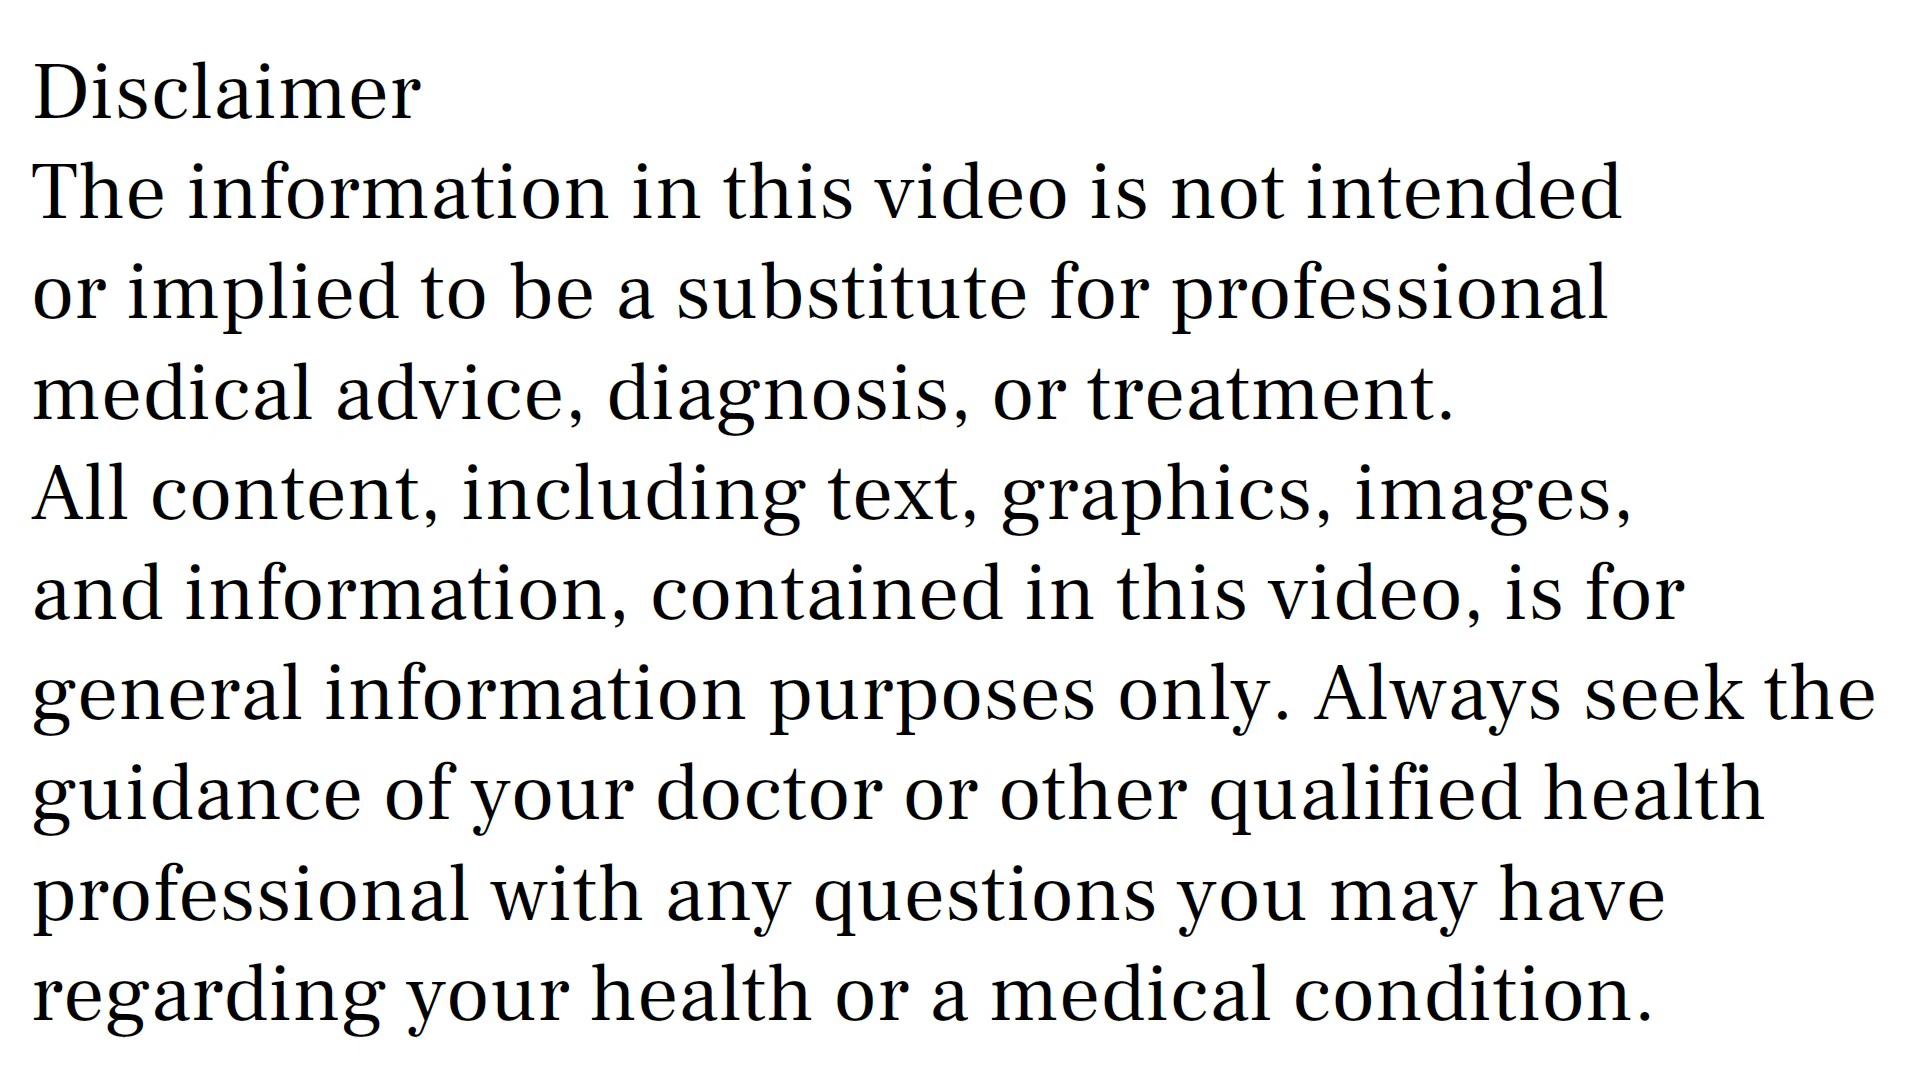 Disclaimer
The information in this video is not intended
or implied to be a substitute for professional
medical advice, diagnosis, or treatment.
All content, including text, graphics, images,
and information, contained in this video, is for
general information purposes only. Always seek the
guidance of your doctor or other qualified health
professional with any questions you may have
regarding your health or a medical condition.